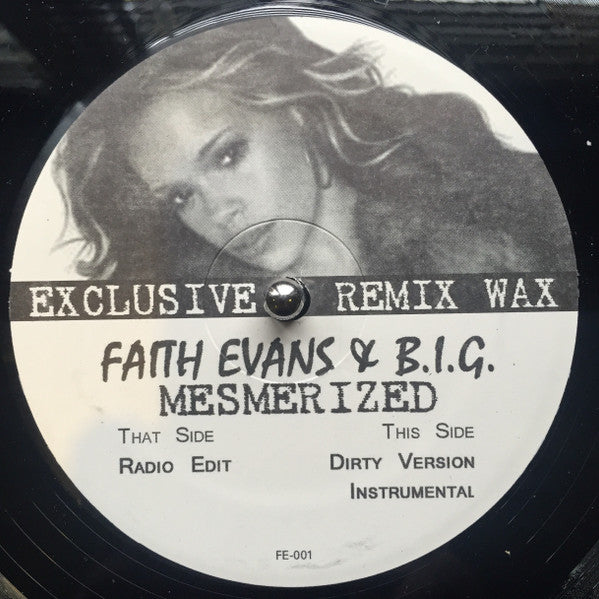 EXCLUSIVE REMIX WAX
FAITH EVANS & B.I.G.
MESMERIZED
THAT SIDE THIS SIDE
RADIO EDIT DIRTY VERSION
INSTRUMENTAL
FE-001